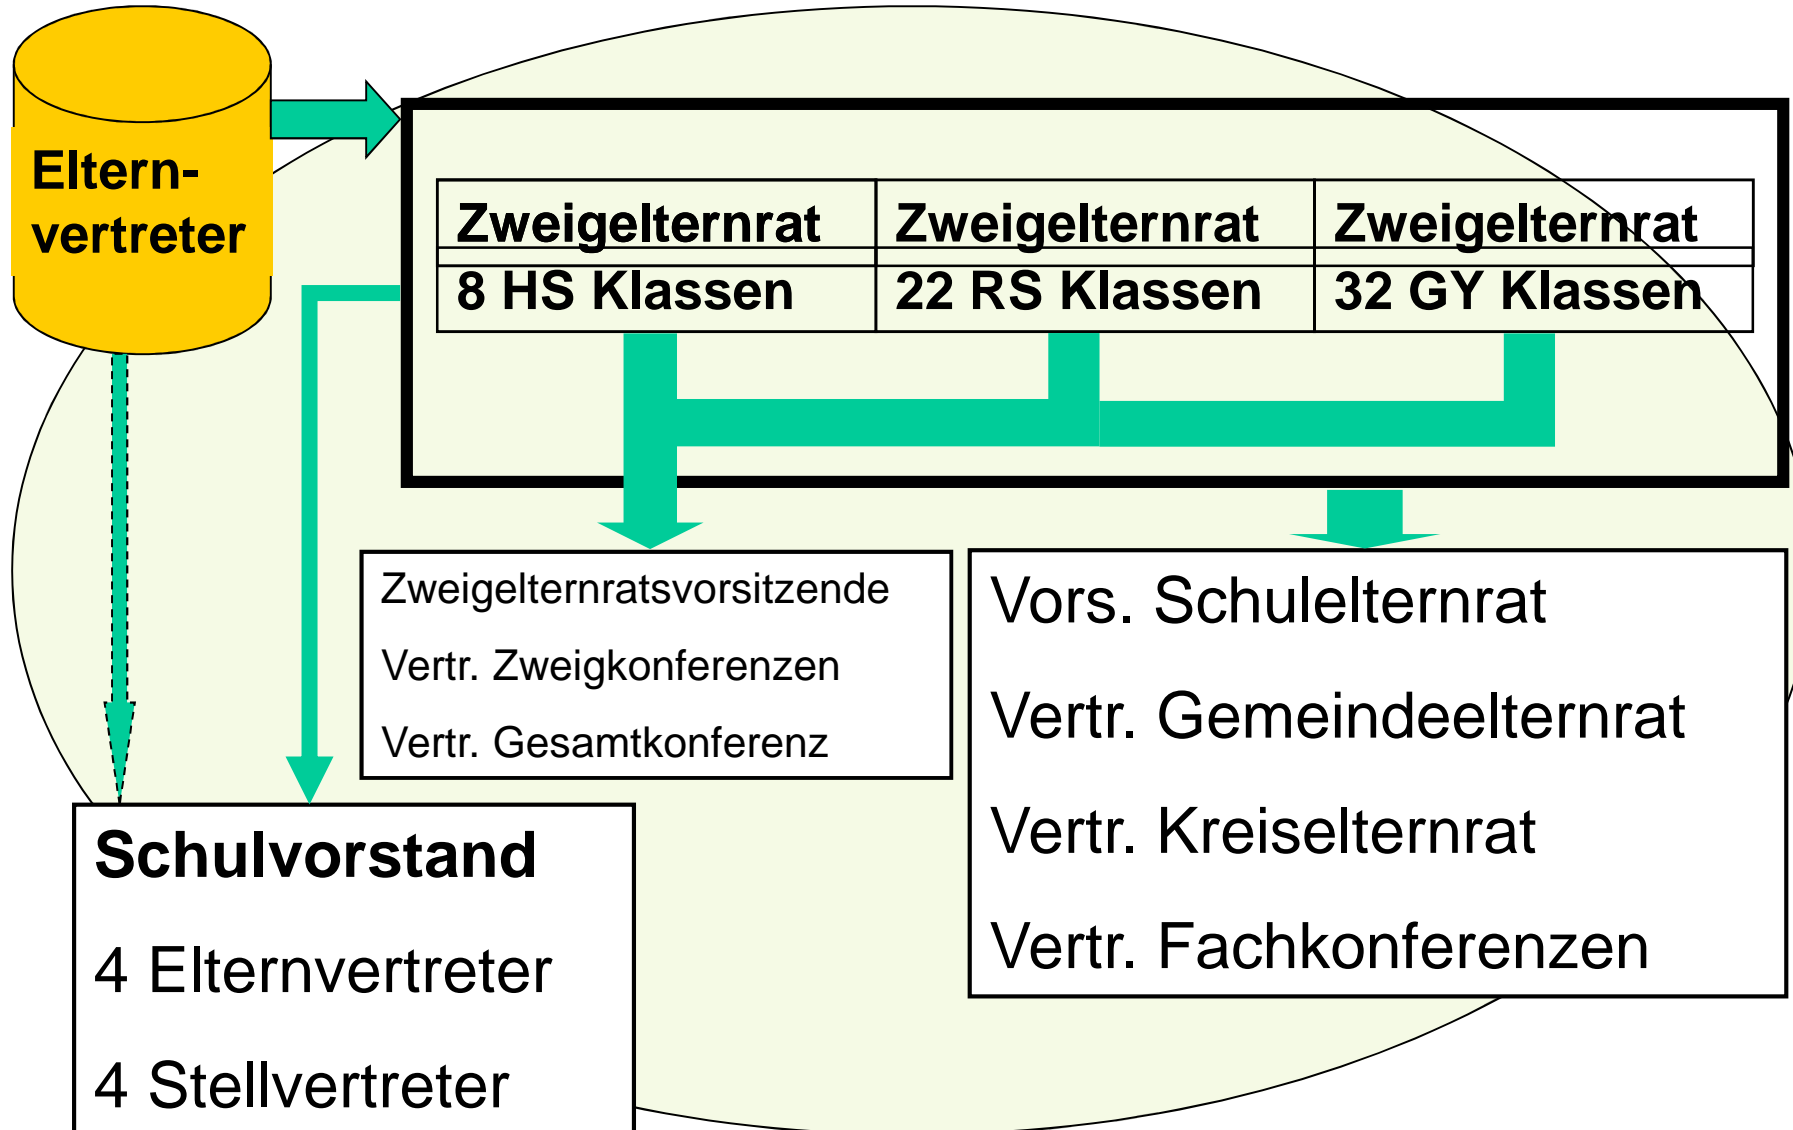 Eltern-
vertreter
Zweigelternrat Zweigelternrat Zweigelternrat
8 HS Klassen 22 RS Klassen 32 GY Klassen
Zweigelternratsvorsitzende
Vertr. Zweigkonferenzen
Vertr. Gesamtkonferenz
Vors. Schulelternrat
Vertr. Gemeindeelternrat
Vertr. Kreiselternrat
Vertr. Fachkonferenzen
Schulvorstand
4 Elternvertreter
4 Stellvertreter